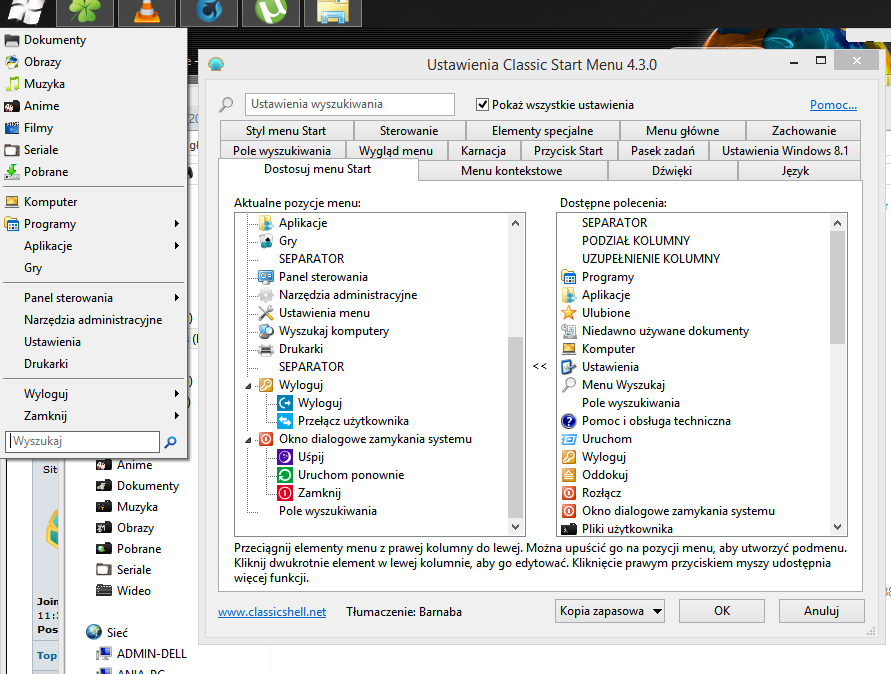 Dokumenty
Obrazy
Muzyka
Anime
Filmy
Seriale
Pobrane
Komputer
Programy
Aplikacje
Gry
Panel sterowania
Narzędzia administracyjne
Ustawienia
Drukarki
Wyloguj
Zamknij
Wyszukaj
Site
Anime
Dokumenty
Muzyka
Obrazy
Pobrane
Seriale
Wideo
Join
11:
Pos
Top
Sieć
ADMIN-DELL
ANIA-PC
Ustawienia Classic Start Menu 4.3.0
Ustawienia wyszukiwania
Pokaż wszystkie ustawienia
Pomoc...
Styl menu Start Sterowanie Elementy specjalne Menu główne Zachowanie
Pole wyszukiwania Wygląd menu Karnacja Przycisk Start Pasek zadań Ustawienia Windows 8.1
Dostosuj menu Start Menu kontekstowe Dźwięki Język
Aktualne pozycje menu:
Aplikacje
Gry
SEPARATOR
Panel sterowania
Narzędzia administracyjne
Ustawienia menu
Wyszukaj komputery
Drukarki
SEPARATOR
Wyloguj
Wyloguj
Przełącz użytkownika
Okno dialogowe zamykania systemu
Uśpij
Uruchom ponownie
Zamknij
Pole wyszukiwania
<<
Dostępne polecenia:
SEPARATOR
PODZIAŁ KOLUMNY
UZUPEŁNIENIE KOLUMNY
Programy
Aplikacje
Ulubione
Niedawno używane dokumenty
Komputer
Ustawienia
Menu Wyszukaj
Pole wyszukiwania
Pomoc i obsługa techniczna
Uruchom
Wyloguj
Oddokuj
Rozłącz
Okno dialogowe zamykania systemu
Pliki użytkownika
Przeciągnij elementy menu z prawej kolumny do lewej. Można upuścić go na pozycji menu, aby utworzyć podmenu.
Kliknij dwukrotnie element w lewej kolumnie, aby go edytować. Kliknięcie prawym przyciskiem myszy udostępnia
więcej funkcji.
www.classicshell.net Tłumaczenie: Barnaba Kopia zapasowa OK Anuluj